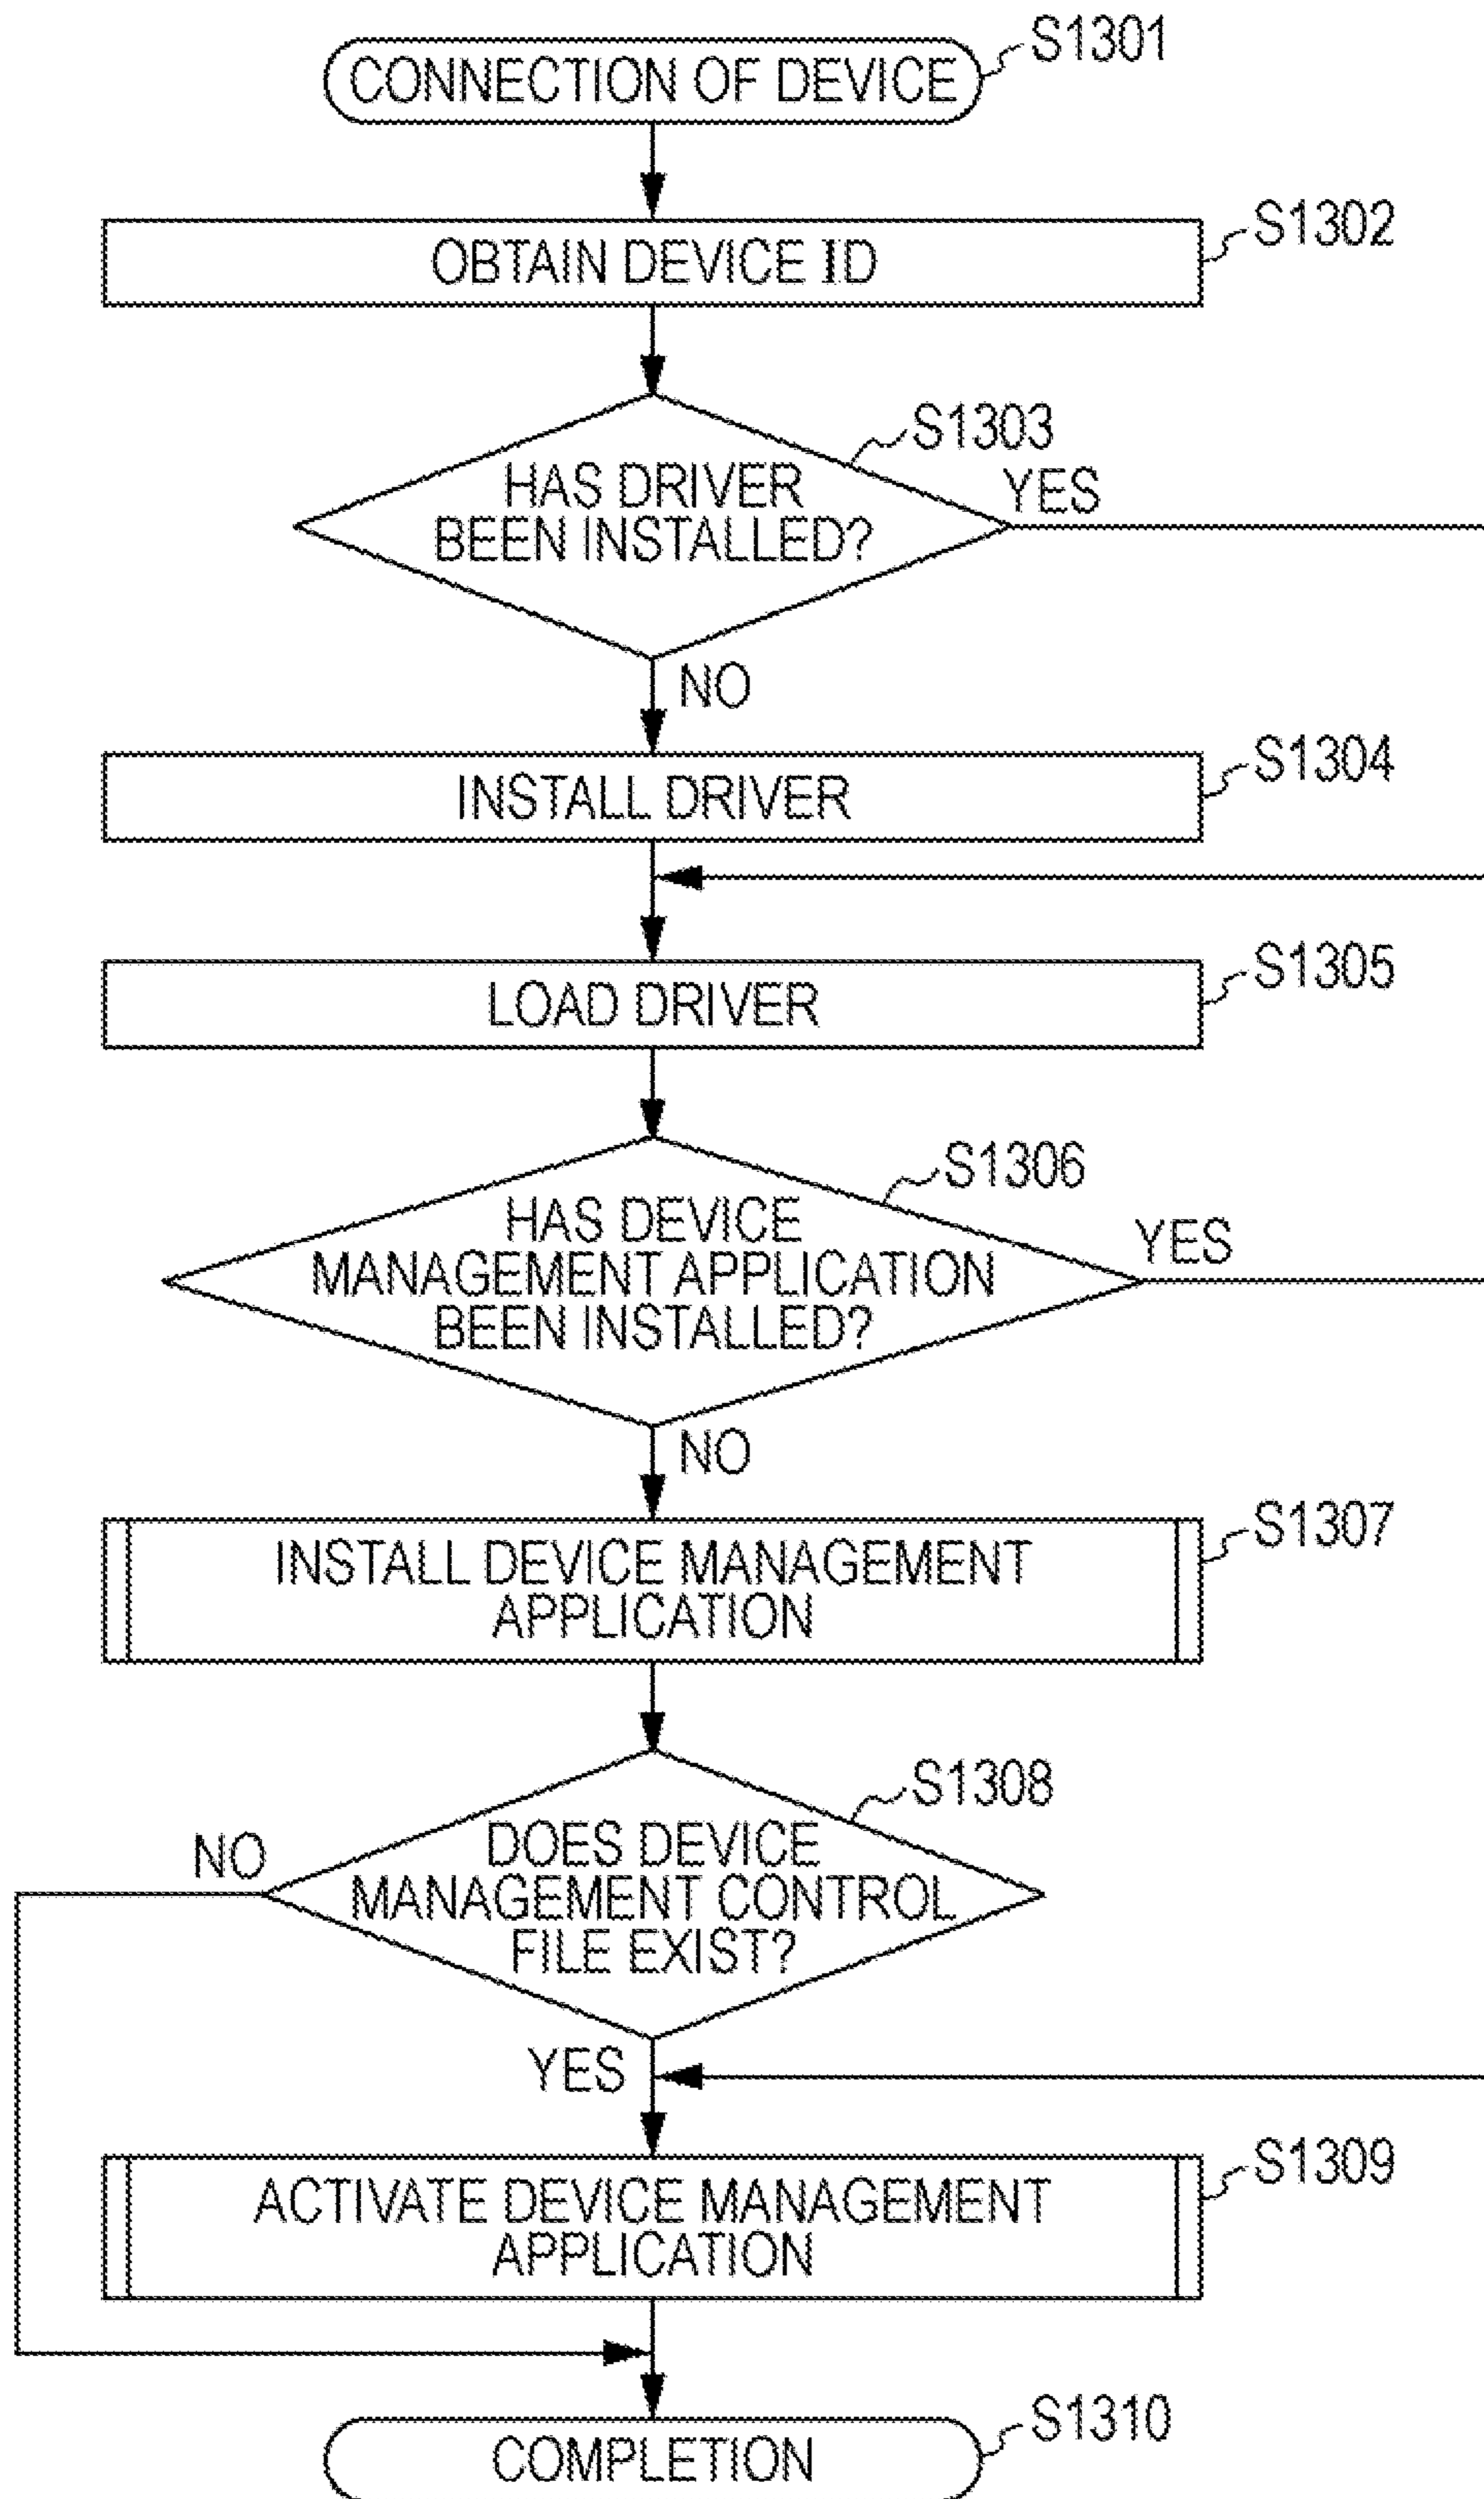 S1301
CONNECTION OF DEVICE
S1302
OBTAIN DEVICE ID
S1303
HAS DRIVER
BEEN INSTALLED?
YES
NO
S1304
INSTALL DRIVER
S1305
LOAD DRIVER
S1306
HAS DEVICE
MANAGEMENT APPLICATION
BEEN INSTALLED?
YES
NO
S1307
INSTALL DEVICE MANAGEMENT
APPLICATION
S1308
DOES DEVICE
MANAGEMENT CONTROL
FILE EXIST?
NO
YES
S1309
ACTIVATE DEVICE MANAGEMENT
APPLICATION
S1310
COMPLETION